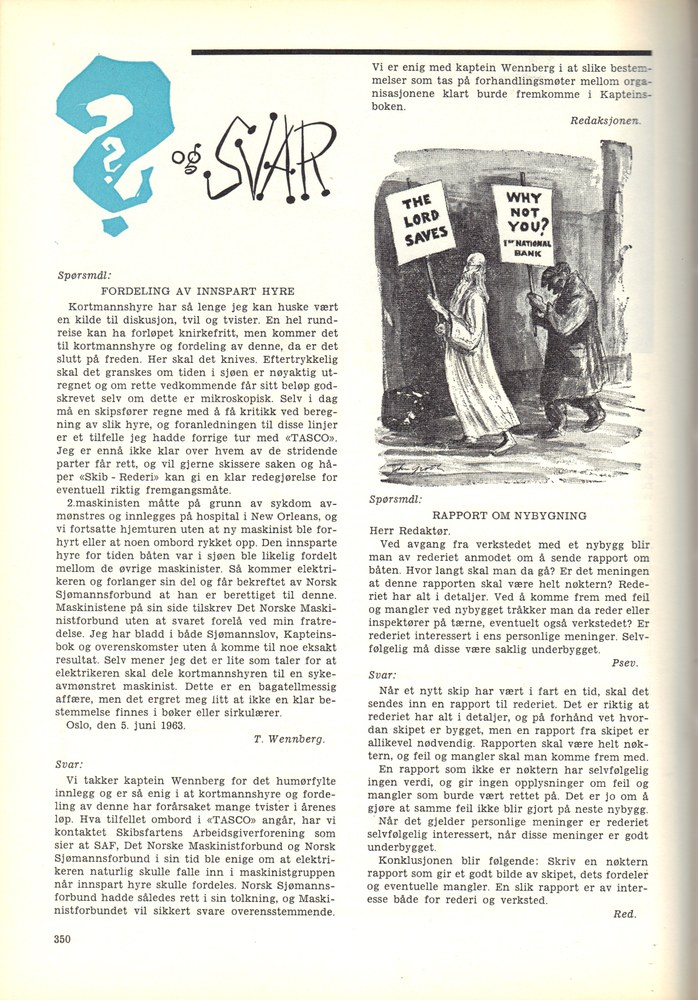 ?
?
og SVAR
Spørsmål:
FORDELING AV INNSPART HYRE
Kortmannshyre har så lenge jeg kan huske vært
en kilde til diskusjon, tvil og tvister. En hel rund-
reise kan ha forløpet knirkefritt, men kommer det
til kortmannshyre og fordeling av denne, da er det
slutt på freden. Her skal det knives. Eftertrykkelig
skal det granskes om tiden i sjøen er nøyaktig ut-
regnet og om rette vedkommende får sitt beløp god-
skrevet selv om dette er mikroskopisk. Selv i dag
må en skipsfører regne med å få kritikk ved bereg-
ning av slik hyre, og foranledningen til disse linjer
er et tilfelle jeg hadde forrige tur med «TASCO».
Jeg er ennå ikke klar over hvem av de stridende
parter får rett, og vil gjerne skissere saken og hå-
per «Skib - Rederi» kan gi en klar redegjørelse for
eventuell riktig fremgangsmåte.
2.maskinisten måtte på grunn av sykdom av-
mønstres og innlegges på hospital i New Orleans, og
vi fortsatte hjemturen uten at ny maskinist ble for-
hyrt eller at noen ombord rykket opp. Den innsparte
hyre for tiden båten var i sjøen ble likelig fordelt
mellom de øvrige maskinister. Så kommer elektri-
keren og forlanger sin del og får bekreftet av Norsk
Sjømannsforbund at han er berettiget til denne.
Maskinistene på sin side tilskrev Det Norske Maski-
nistforbund uten at svaret forelå ved min fratre-
delse. Jeg har bladd i både Sjømannslov, Kapteins-
bok og overenskomster uten å komme til noe eksakt
resultat. Selv mener jeg det er lite som taler for at
elektrikeren skal dele kortmannshyren til en syke-
avmønstret maskinist. Dette er en bagatellmessig
affære, men det ergret meg litt at ikke en klar be-
stemmelse finnes i bøker eller sirkulærer.
Oslo, den 5. juni 1963.
T. Wennberg.
Svar:
Vi takker kaptein Wennberg for det humørfylte
innlegg og er så enig i at kortmannshyre og forde-
ling av denne har forårsaket mange tvister i årenes
løp. Hva tilfellet ombord i «TASCO» angår, har vi
kontaktet Skibsfartens Arbeidsgiverforening som
sier at SAF, Det Norske Maskinistforbund og Norsk
Sjømannsforbund i sin tid ble enige om at elektri-
keren naturlig skulle falle inn i maskinistgruppen
når innspart hyre skulle fordeles. Norsk Sjømanns-
forbund hadde således rett i sin tolkning, og Maski-
nistforbundet vil sikkert svare overensstemmende.
350
Vi er enig med kaptein Wennberg i at slike bestem-
melser som tas på forhandlingsmøter mellom orga-
nisasjonene klart burde fremkomme i Kapteins-
boken.
Redaksjonen.
THE
LORD
SAVES
WHY
NOT
YOU?
1ST NATIONAL
BANK
Spørsmål:
RAPPORT OM NYBYGNING
Herr Redaktør.
Ved avgang fra verkstedet med et nybygg blir
man av rederiet anmodet om å sende rapport om
båten. Hvor langt skal man da gå? Er det meningen
at denne rapporten skal være helt nøktern? Rede-
riet har alt i detaljer. Ved å komme frem med feil
og mangler ved nybygget tråkker man da reder eller
inspektører på tærne, eventuelt også verkstedet? Er
rederiet interessert i ens personlige meninger. Selv-
følgelig må disse være saklig underbygget.
Psev.
Svar:
Når et nytt skip har vært i fart en tid, skal det
sendes inn en rapport til rederiet. Det er riktig at
rederiet har alt i detaljer, og på forhånd vet hvor-
dan skipet er bygget, men en rapport fra skipet er
allikevel nødvendig. Rapporten skal være helt nøk-
tern, og feil og mangler skal man komme frem med.
En rapport som ikke er nøktern har selvfølgelig
ingen verdi, og gir ingen opplysninger om feil og
mangler som burde vært rettet på. Det er jo om å
gjøre at samme feil ikke blir gjort på neste nybygg.
Når det gjelder personlige meninger er rederiet
selvfølgelig interessert, når disse meninger er godt
underbygget.
Konklusjonen blir følgende: Skriv en nøktern
rapport som gir et godt bilde av skipet, dets fordeler
og eventuelle mangler. En slik rapport er av inter-
esse både for rederi og verksted.
Red.